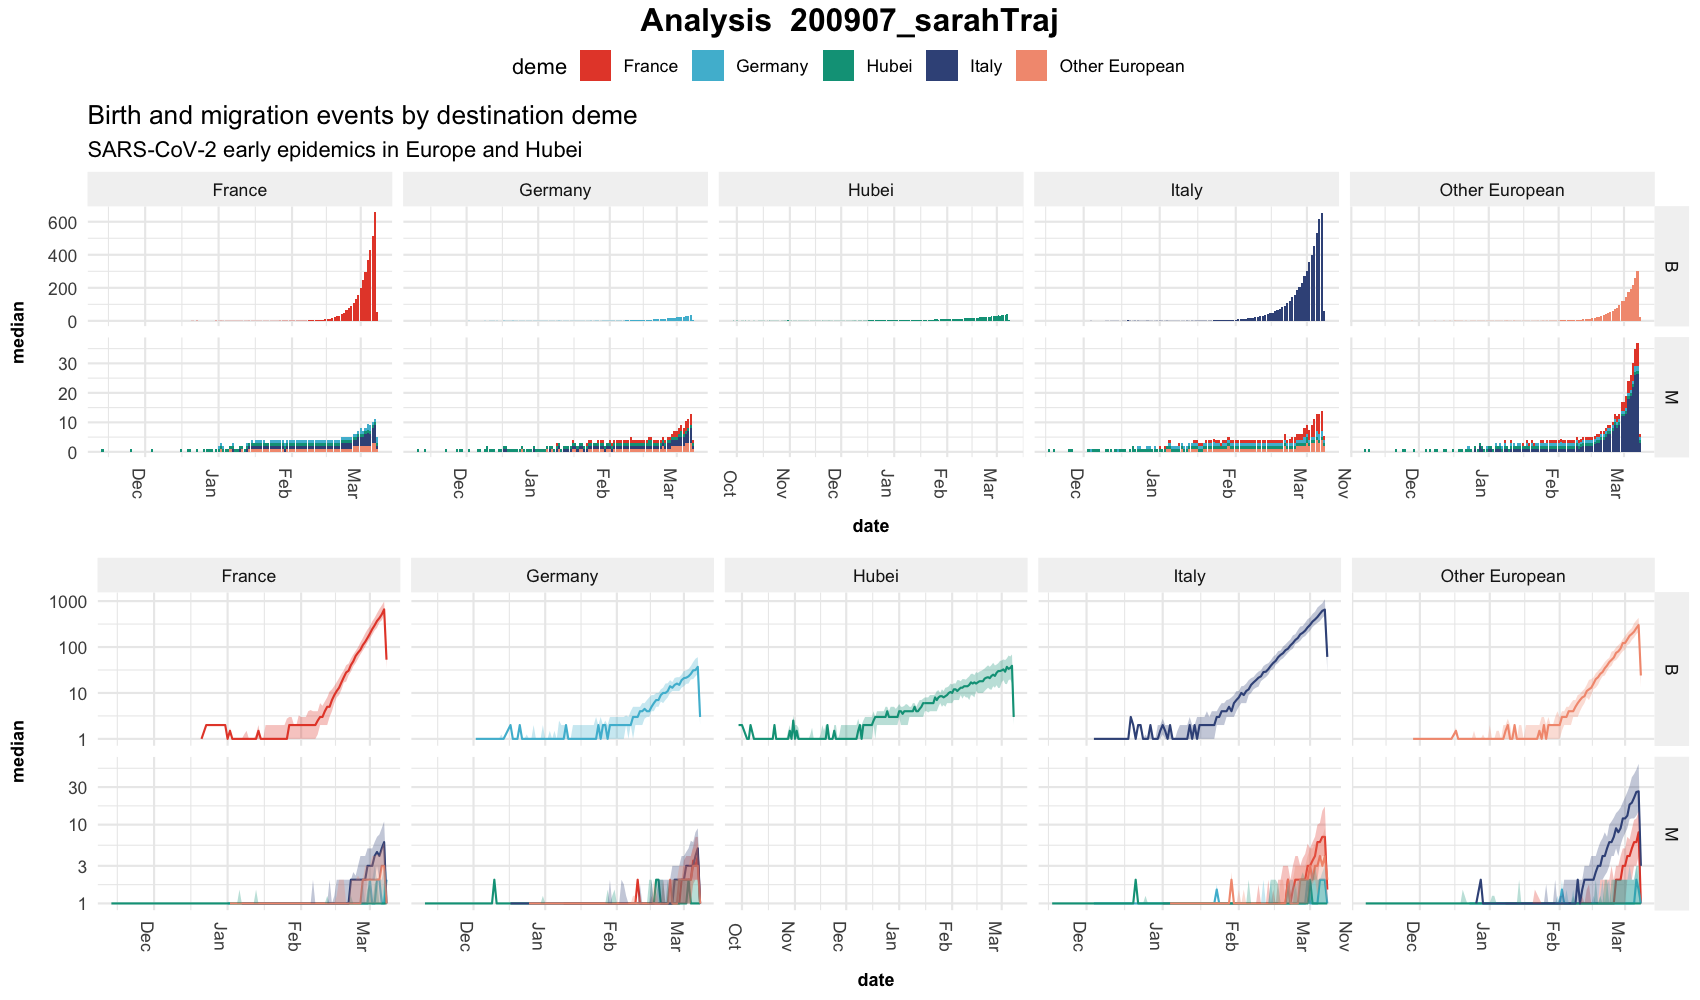 Analysis  200907_sarahTraj
deme France Germany Hubei Italy Other European
Birth and migration events by destination deme
SARS-CoV-2 early epidemics in Europe and Hubei
France Germany Hubei Italy Other European
median
600
400
200
0
B
30
20
10
0
M
Dec Jan Feb Mar Dec Jan Feb Mar Oct Nov Dec Jan Feb Mar Dec Jan Feb Mar Nov Dec Jan Feb Mar
date
France Germany Hubei Italy Other European
median
1000
100
10
1
B
30
10
3
1
M
Dec Jan Feb Mar Dec Jan Feb Mar Oct Nov Dec Jan Feb Mar Dec Jan Feb Mar Nov Dec Jan Feb Mar
date